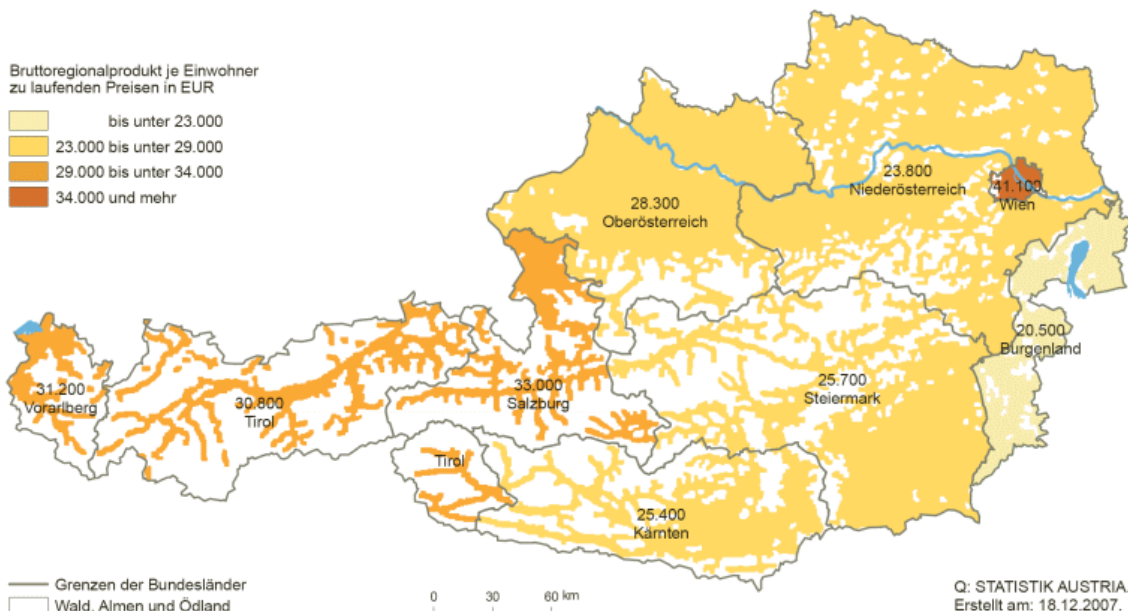 Bruttoregionalprodukt je Einwohner
zu laufenden Preisen in EUR
bis unter 23.000
23.000 bis unter 29.000
29.000 bis unter 34.000
34.000 und mehr
23.800
Niederösterreich
41.100
Wien
28.300
Oberösterreich
20.500
Burgenland
31.200
Vorarlberg
30.800
Tirol
33.000
Salzburg
25.700
Steiermark
Tirol
25.400
Kärnten
Grenzen der Bundesländer
Wald, Almen und Ödland
0 30 60 km
Q: STATISTIK AUSTRIA.
Erstellt am: 18.12.2007.